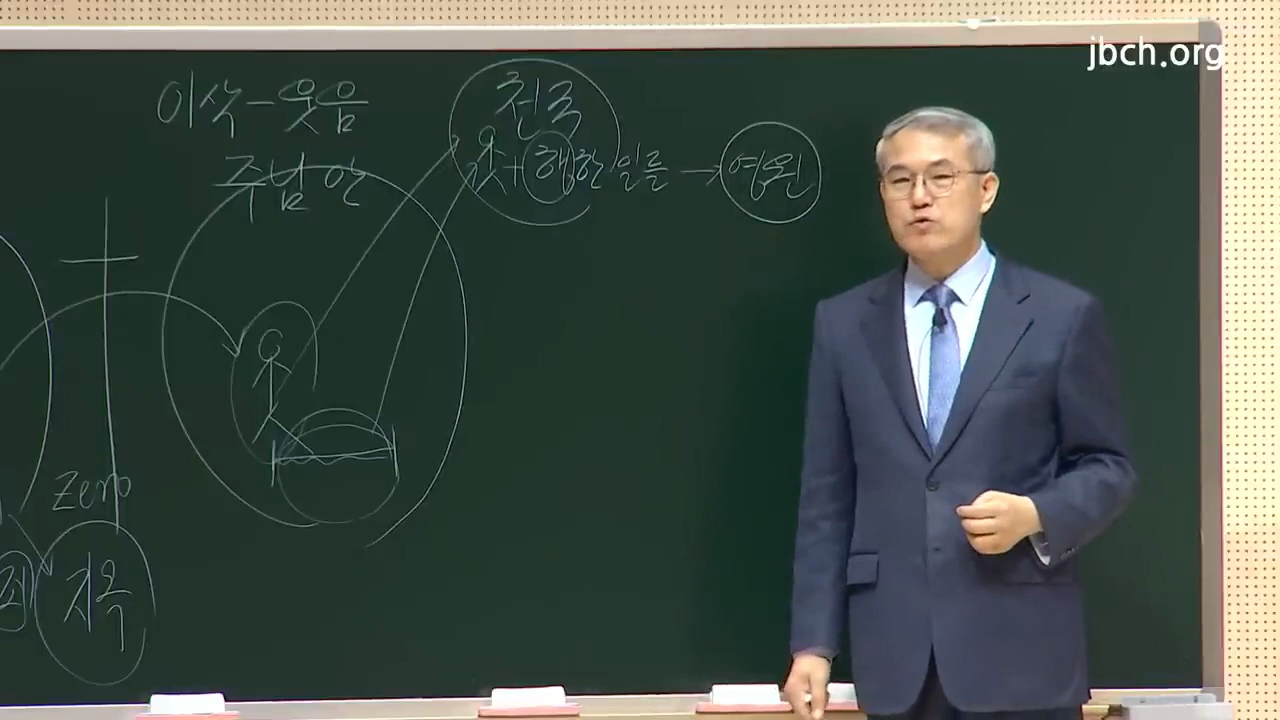 jbch.org
이삭-웃음
천국
주님 안
+ 행한 일들 → 영원
Zero
죄
지옥